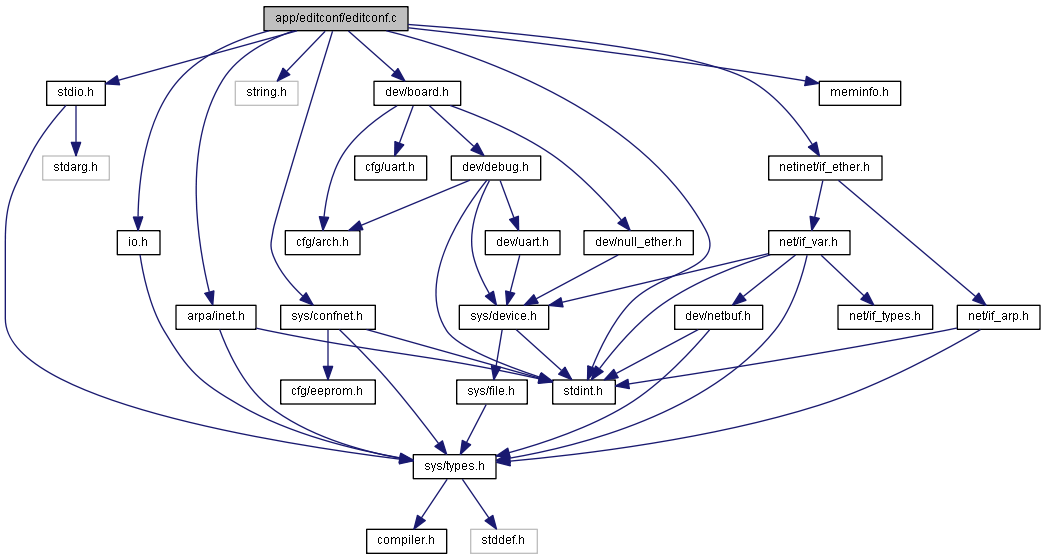 app/editconf/editconf.c
stdio.h
string.h
dev/board.h
meminfo.h
stdarg.h
cfg/uart.h
dev/debug.h
netinet/if_ether.h
io.h
cfg/arch.h
dev/uart.h
dev/null_ether.h
net/if_var.h
arpa/inet.h
sys/confnet.h
sys/device.h
dev/netbuf.h
net/if_types.h
net/if_arp.h
cfg/eeprom.h
sys/file.h
stdint.h
sys/types.h
compiler.h
stddef.h